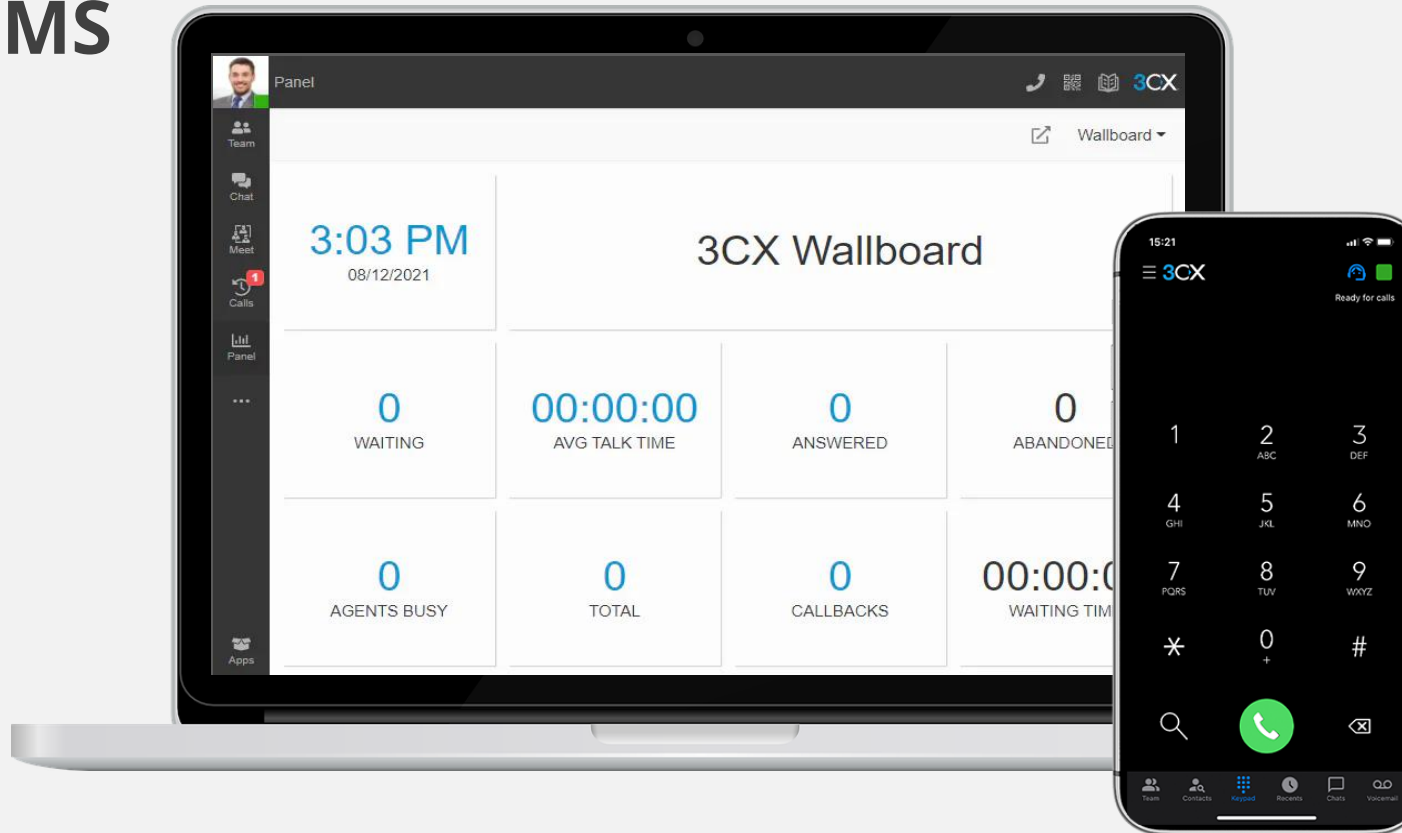 MS
Panel
3CX
Team
Wallboard
Chat
Meet
3:03 PM
08/12/2021
3CX Wallboard
1
Calls
Panel
0
WAITING
00:00:00
AVG TALK TIME
0
ANSWERED
0
ABANDONED
0
AGENTS BUSY
0
TOTAL
0
CALLBACKS
00:00:0
WAITING TIM
Apps
15:21
3CX
Ready for calls
1
2
ABC
3
DEF
4
GHI
5
JKL
6
MNO
7
PQRS
8
TUV
9
WXYZ
*
0
+
#
Team
Contacts
Keypad
Recents
Chats
Voicemail